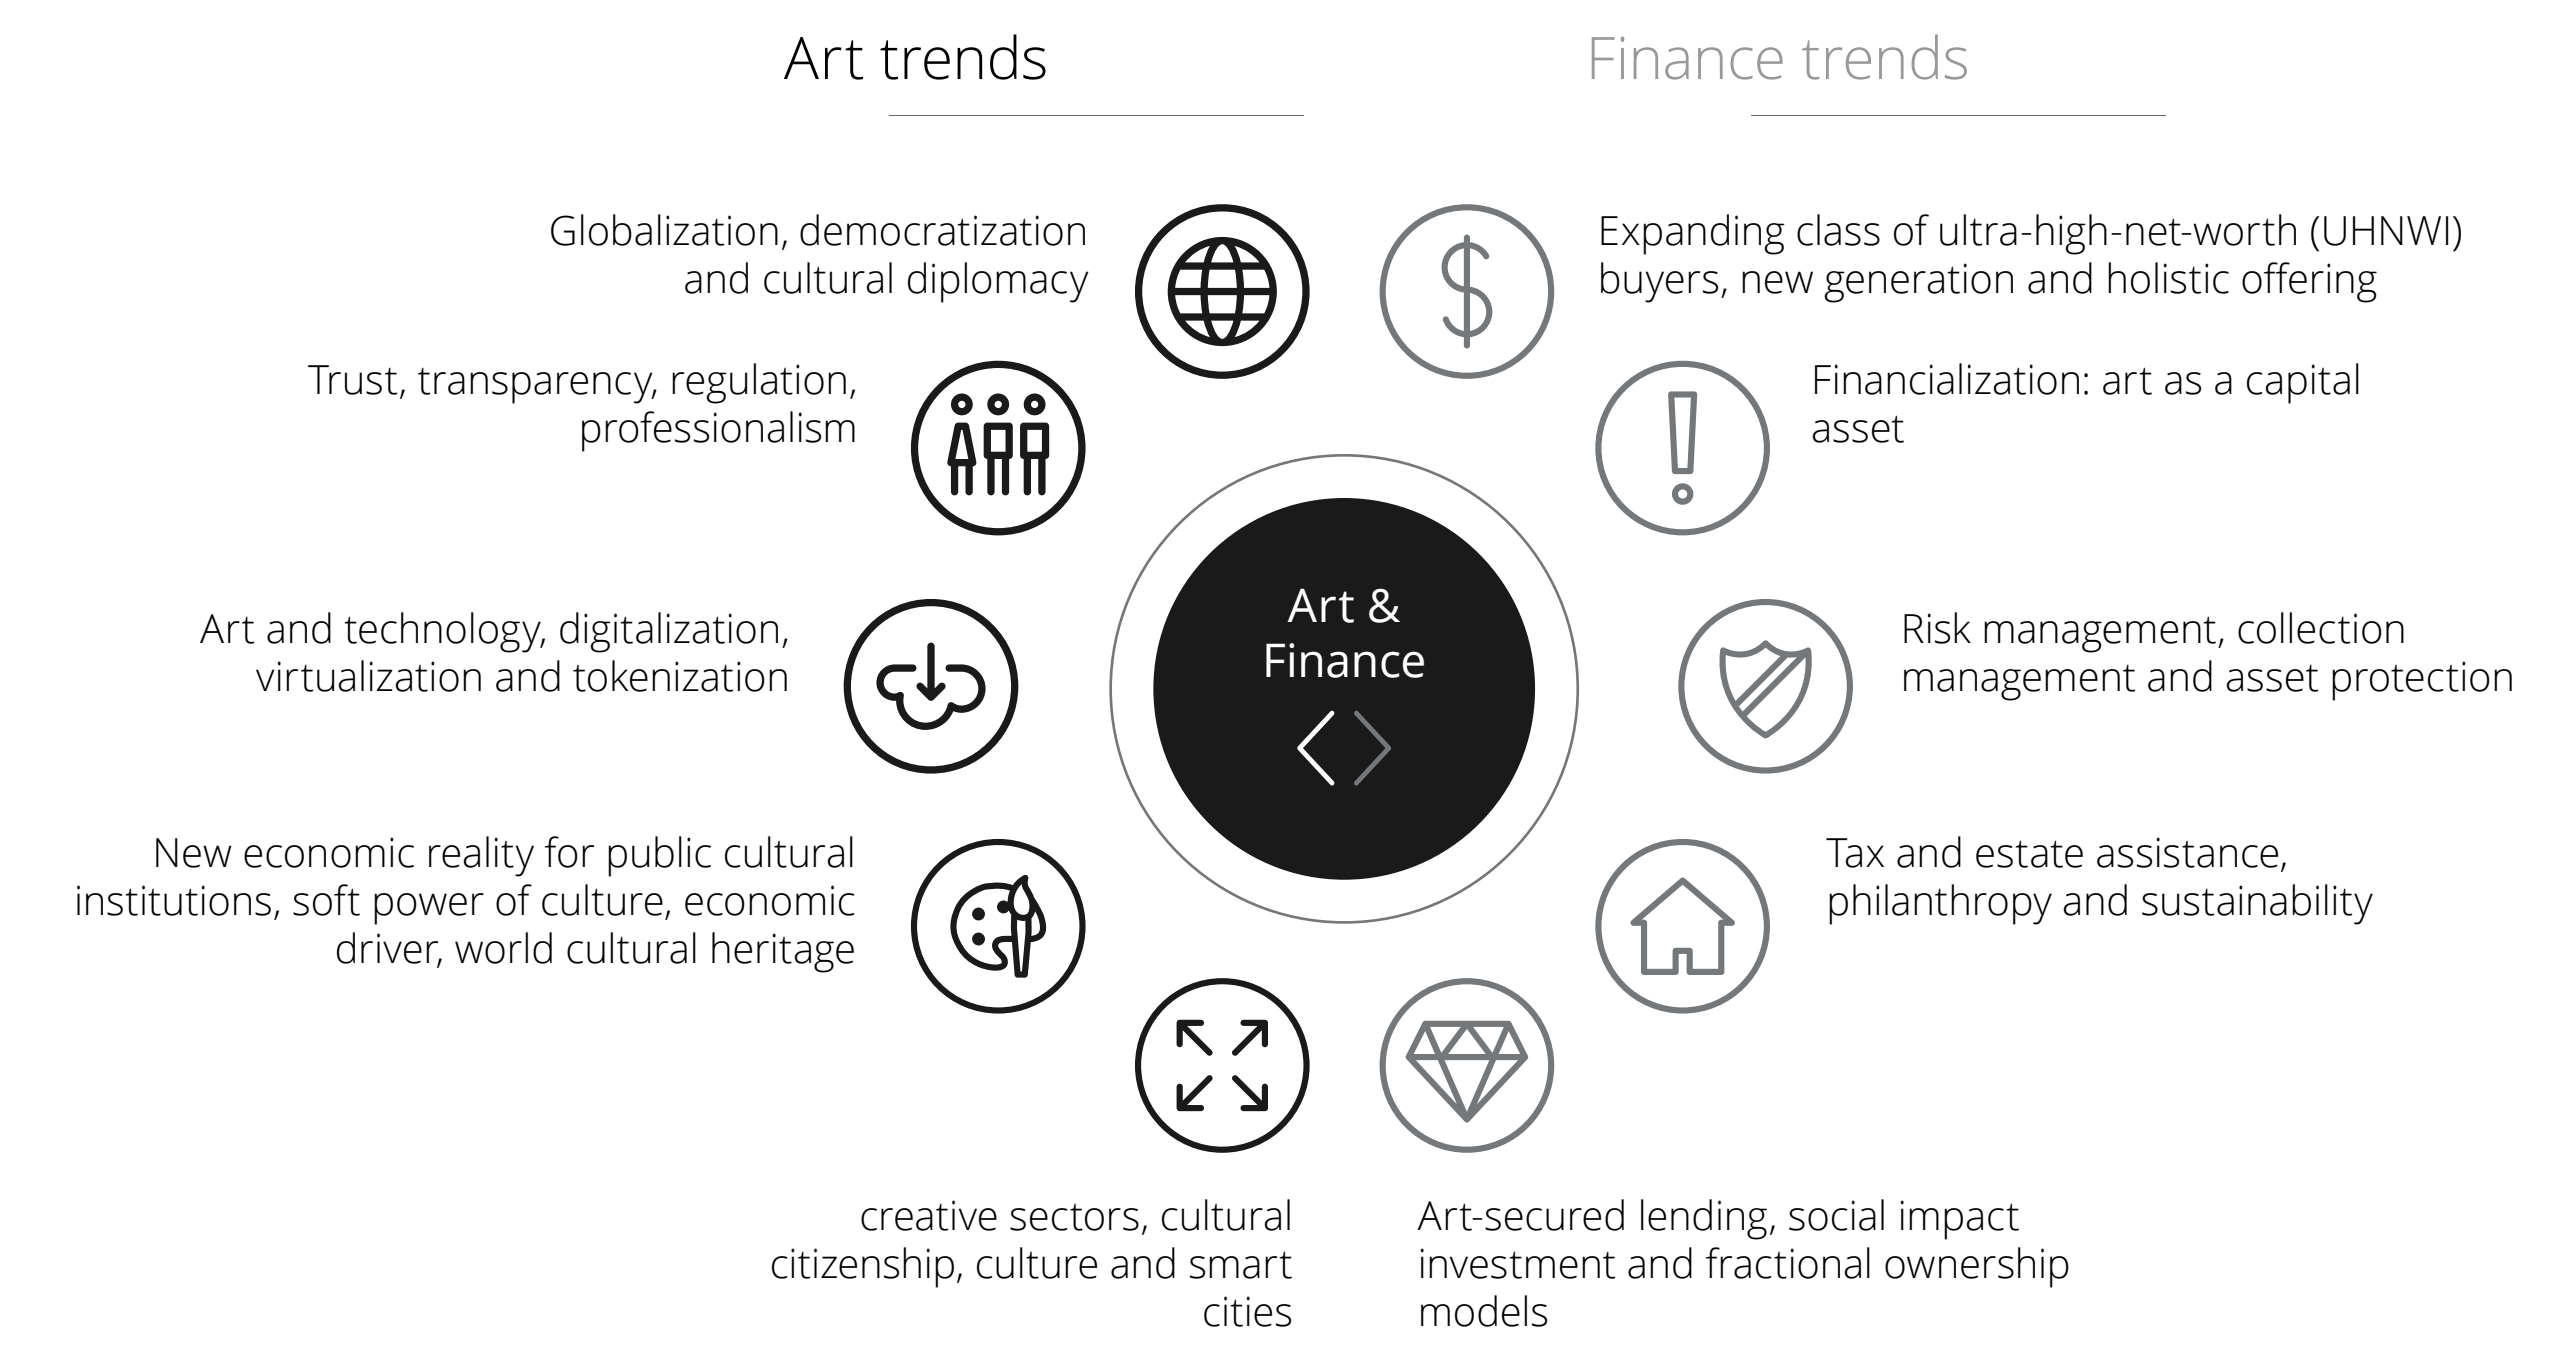 Art trends
Finance trends
Globalization, democratization
and cultural diplomacy
Expanding class of ultra-high-net-worth (UHNWI)
buyers, new generation and holistic offering
Trust, transparency, regulation,
professionalism
Financialization: art as a capital
asset
Art &
Finance
Art and technology, digitalization,
virtualization and tokenization
Risk management, collection
management and asset protection
New economic reality for public cultural
institutions, soft power of culture, economic
driver, world cultural heritage
Tax and estate assistance,
philanthropy and sustainability
creative sectors, cultural
citizenship, culture and smart
cities
Art-secured lending, social impact
investment and fractional ownership
models